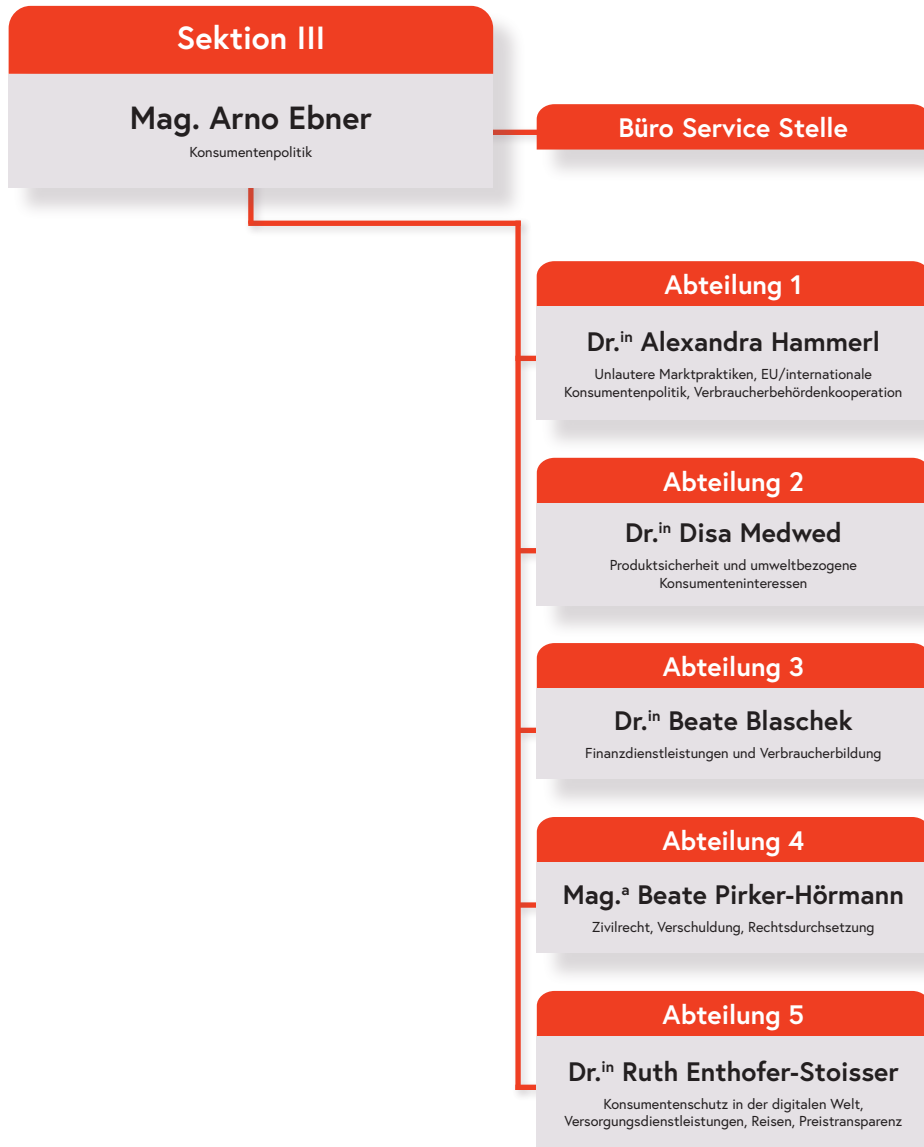 Sektion III
Mag. Arno Ebner
Konsumentenpolitik
Büro Service Stelle
Abteilung 1
Dr.in Alexandra Hammerl
Unlautere Marktpraktiken, EU/internationale
Konsumentenpolitik, Verbraucherbehördenkooperation
Abteilung 2
Dr.in Disa Medwed
Produktsicherheit und umweltbezogene
Konsumenteninteressen
Abteilung 3
Dr.in Beate Blaschek
Finanzdienstleistungen und Verbraucherbildung
Abteilung 4
Mag.a Beate Pirker-Hörmann
Zivilrecht, Verschuldung, Rechtsdurchsetzung
Abteilung 5
Dr.in Ruth Enthofer-Stoisser
Konsumentenschutz in der digitalen Welt,
Versorgungsdienstleistungen, Reisen, Preistransparenz